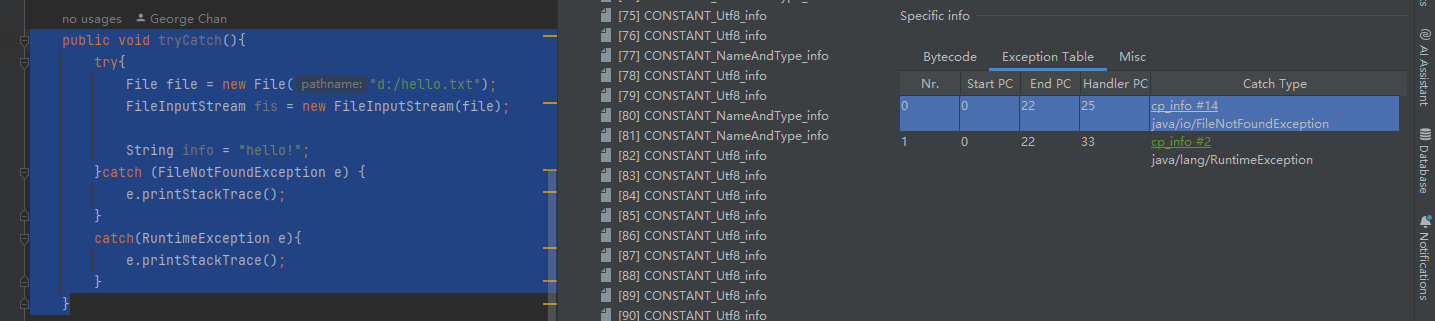 no usages George Chan
public void tryCatch(){
try{
File file = new File( pathname: "d:/hello.txt");
FileInputStream fis = new FileInputStream(file);
String info = "hello!";
}catch (FileNotFoundException e) {
e.printStackTrace();
}
catch(RuntimeException e){
e.printStackTrace();
}
}
[75] CONSTANT_Utf8_info
[76] CONSTANT_Utf8_info
[77] CONSTANT_NameAndType_info
[78] CONSTANT_Utf8_info
[79] CONSTANT_Utf8_info
[80] CONSTANT_NameAndType_info
[81] CONSTANT_NameAndType_info
[82] CONSTANT_Utf8_info
[83] CONSTANT_Utf8_info
[84] CONSTANT_Utf8_info
[85] CONSTANT_Utf8_info
[86] CONSTANT_Utf8_info
[87] CONSTANT_Utf8_info
[88] CONSTANT_Utf8_info
[89] CONSTANT_Utf8_info
[90] CONSTANT_Utf8_info
Specific info
Bytecode Exception Table Misc
Nr. Start PC End PC Handler PC Catch Type
0 0 22 25 cp_info #14
java/io/FileNotFoundException
1 0 22 33 cp_info #2
java/lang/RuntimeException
AI Assistant
Database
Notifications